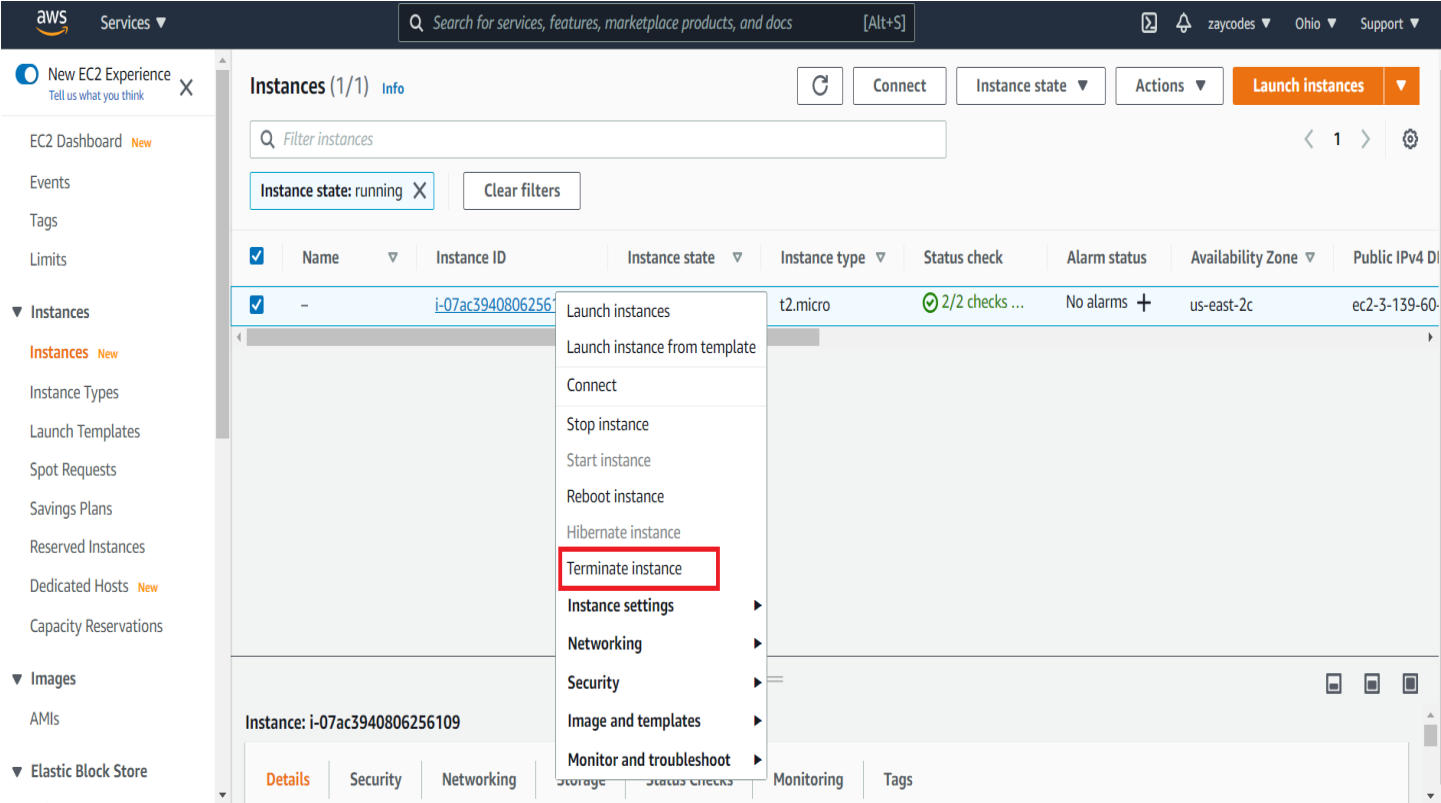 aws Services ▼ Search for services, features, marketplace products, and docs [Alt+S] zaycodes ▼ Ohio ▼ Support ▼
New EC2 Experience
Tell us what you think
EC2 Dashboard New
Events
Tags
Limits
▼ Instances
Instances New
Instance Types
Launch Templates
Spot Requests
Savings Plans
Reserved Instances
Dedicated Hosts New
Capacity Reservations
▼ Images
AMIs
▼ Elastic Block Store
Instances (1/1) Info Connect Instance state ▼ Actions ▼ Launch instances ▼
Filter instances 1
Instance state: running Clear filters
Name Instance ID Instance state Instance type Status check Alarm status Availability Zone Public IPv4 D
– i-07ac394080625610 t2.micro 2/2 checks ... No alarms + us-east-2c ec2-3-139-60-
Launch instances
Launch instance from template
Connect
Stop instance
Start instance
Reboot instance
Hibernate instance
Terminate instance
Instance settings
Networking
Security
Image and templates
Monitor and troubleshoot
Instance: i-07ac3940806256109
Details Security Networking Storage Status Checks Monitoring Tags